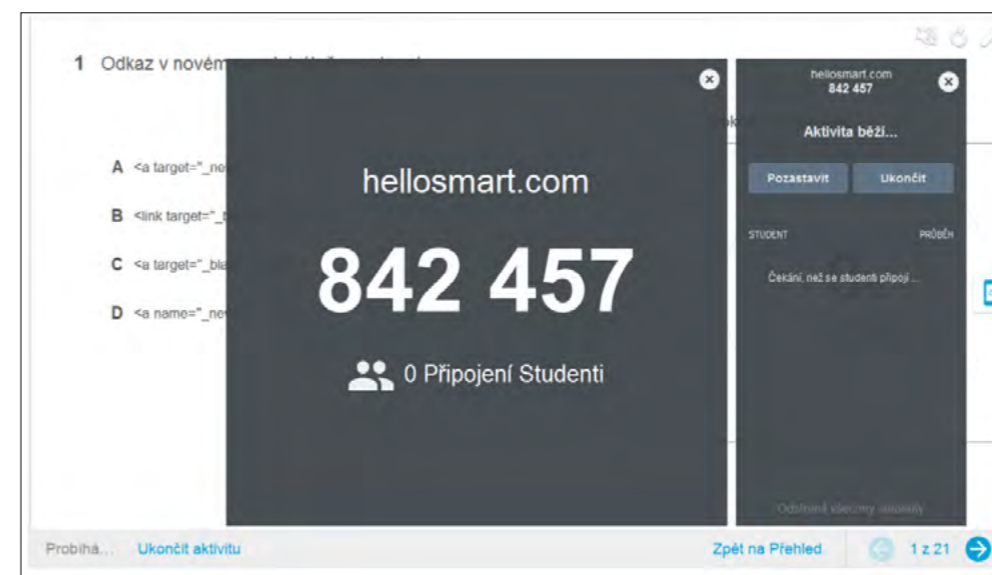 1 Odkaz v novém
A <a target="_ne
B <link target="_b
C <a target="_bla
D <a name="_nev
hellosmart.com
842 457
0 Připojení Studenti
hellosmart.com
842 457
Aktivita běží...
Pozastavit Ukončit
STUDENT PRŮBĚH
Čekání, než se studenti připojí ...
Probíhá... Ukončit aktivitu Zpět na Přehled 1 z 21